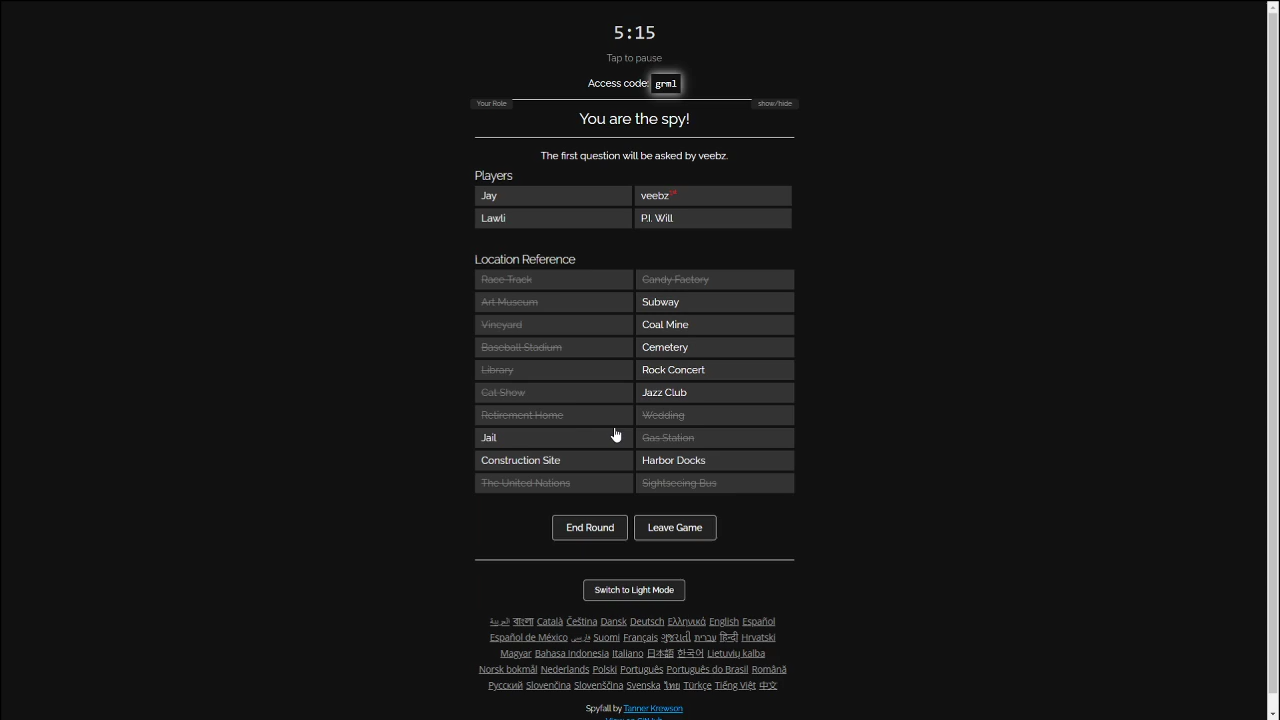 5:15
Tap to pause
Access code: grml
Your Role show/hide
You are the spy!
The first question will be asked by veebz.
Players
Jay veebz
Lawli P.I. Will
Location Reference
Race Track Candy Factory
Art Museum Subway
Vineyard Coal Mine
Baseball Stadium Cemetery
Library Rock Concert
Cat Show Jazz Club
Retirement Home Wedding
Jail Gas Station
Construction Site Harbor Docks
The United Nations Sightseeing Bus
End Round Leave Game
Switch to Light Mode
العربية বাংলা Català Čeština Dansk Deutsch Ελληνικά English Español
Español de México فارسی Suomi Français ગુજરાતી עברית हिन्दी Hrvatski
Magyar Bahasa Indonesia Italiano 日本語 한국어 Lietuvių kalba
Norsk bokmål Nederlands Polski Português Português do Brasil Română
Русский Slovenčina Slovenščina Svenska ไทย Türkçe Tiếng Việt 中文
Spyfall by Tanner Krewson